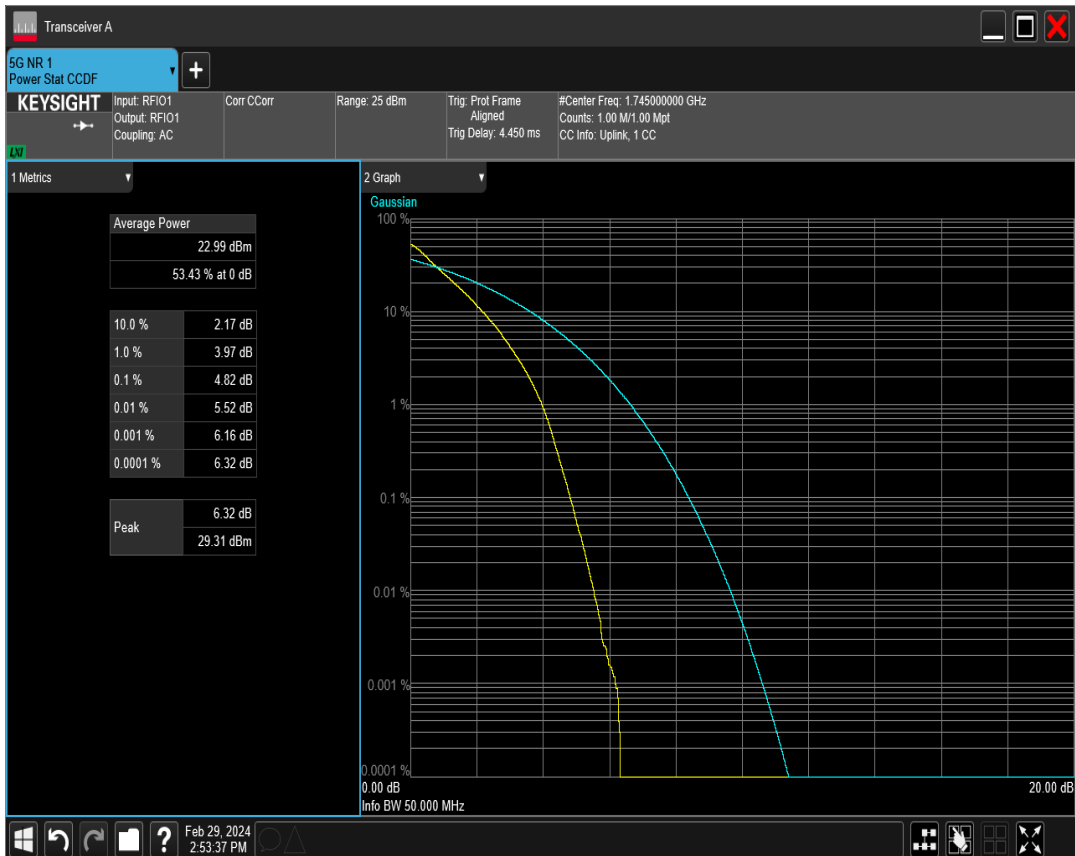 Transceiver A
5G NR 1
Power Stat CCDF
+
KEYSIGHT
LXI
Input: RFIO1
Output: RFIO1
Coupling: AC
Corr CCorr
Range: 25 dBm
Trig: Prot Frame
Aligned
Trig Delay: 4.450 ms
#Center Freq: 1.745000000 GHz
Counts: 1.00 M/1.00 Mpt
CC Info: Uplink, 1 CC
1 Metrics
Average Power
22.99 dBm
53.43 % at 0 dB
10.0 % 2.17 dB
1.0 % 3.97 dB
0.1 % 4.82 dB
0.01 % 5.52 dB
0.001 % 6.16 dB
0.0001 % 6.32 dB
Peak
6.32 dB
29.31 dBm
2 Graph
Gaussian
100 %
10 %
1 %
0.1 %
0.01 %
0.001 %
0.0001 %
0.00 dB
20.00 dB
Info BW 50.000 MHz
?
Feb 29, 2024
2:53:37 PM